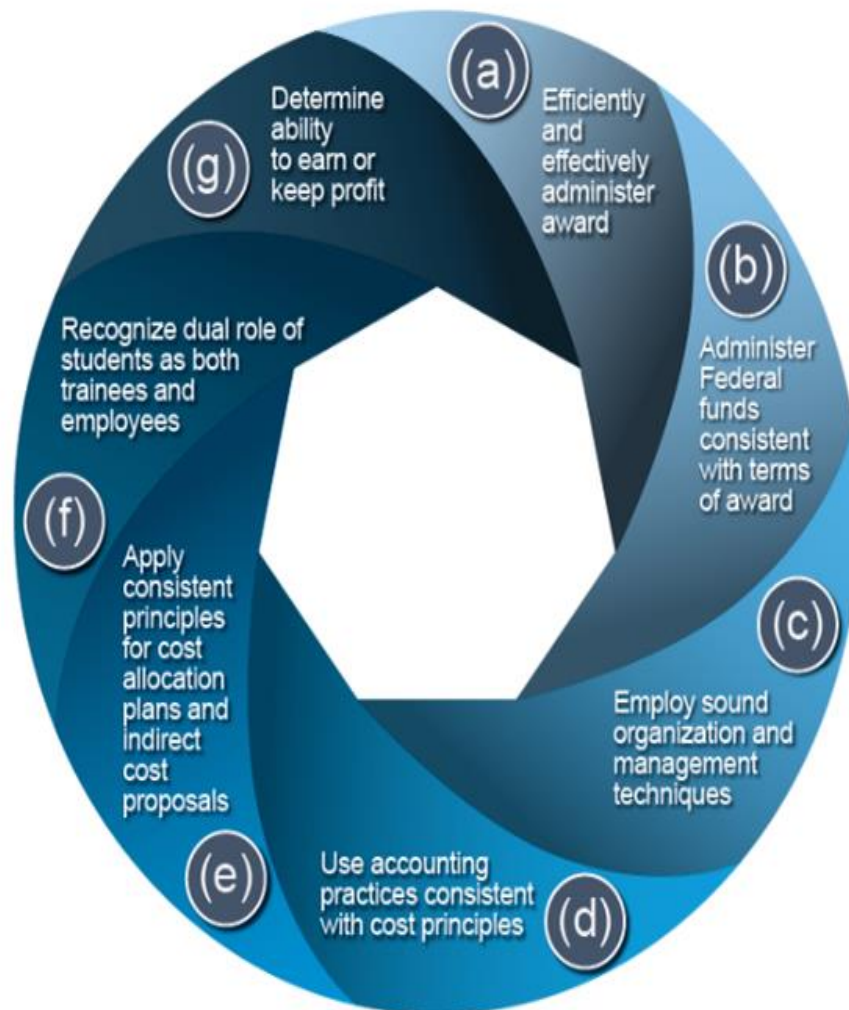 (a)
Efficiently
and
effectively
administer
award
(b)
Administer
Federal
funds
consistent
with terms
of award
(c)
Employ sound
organization and
management
techniques
(d)
Use accounting
practices consistent
with cost principles
(e)
Apply
consistent
principles
for cost
allocation
plans and
indirect
cost
proposals
(f)
Recognize dual role of
students as both
trainees and
employees
(g)
Determine
ability
to earn or
keep profit